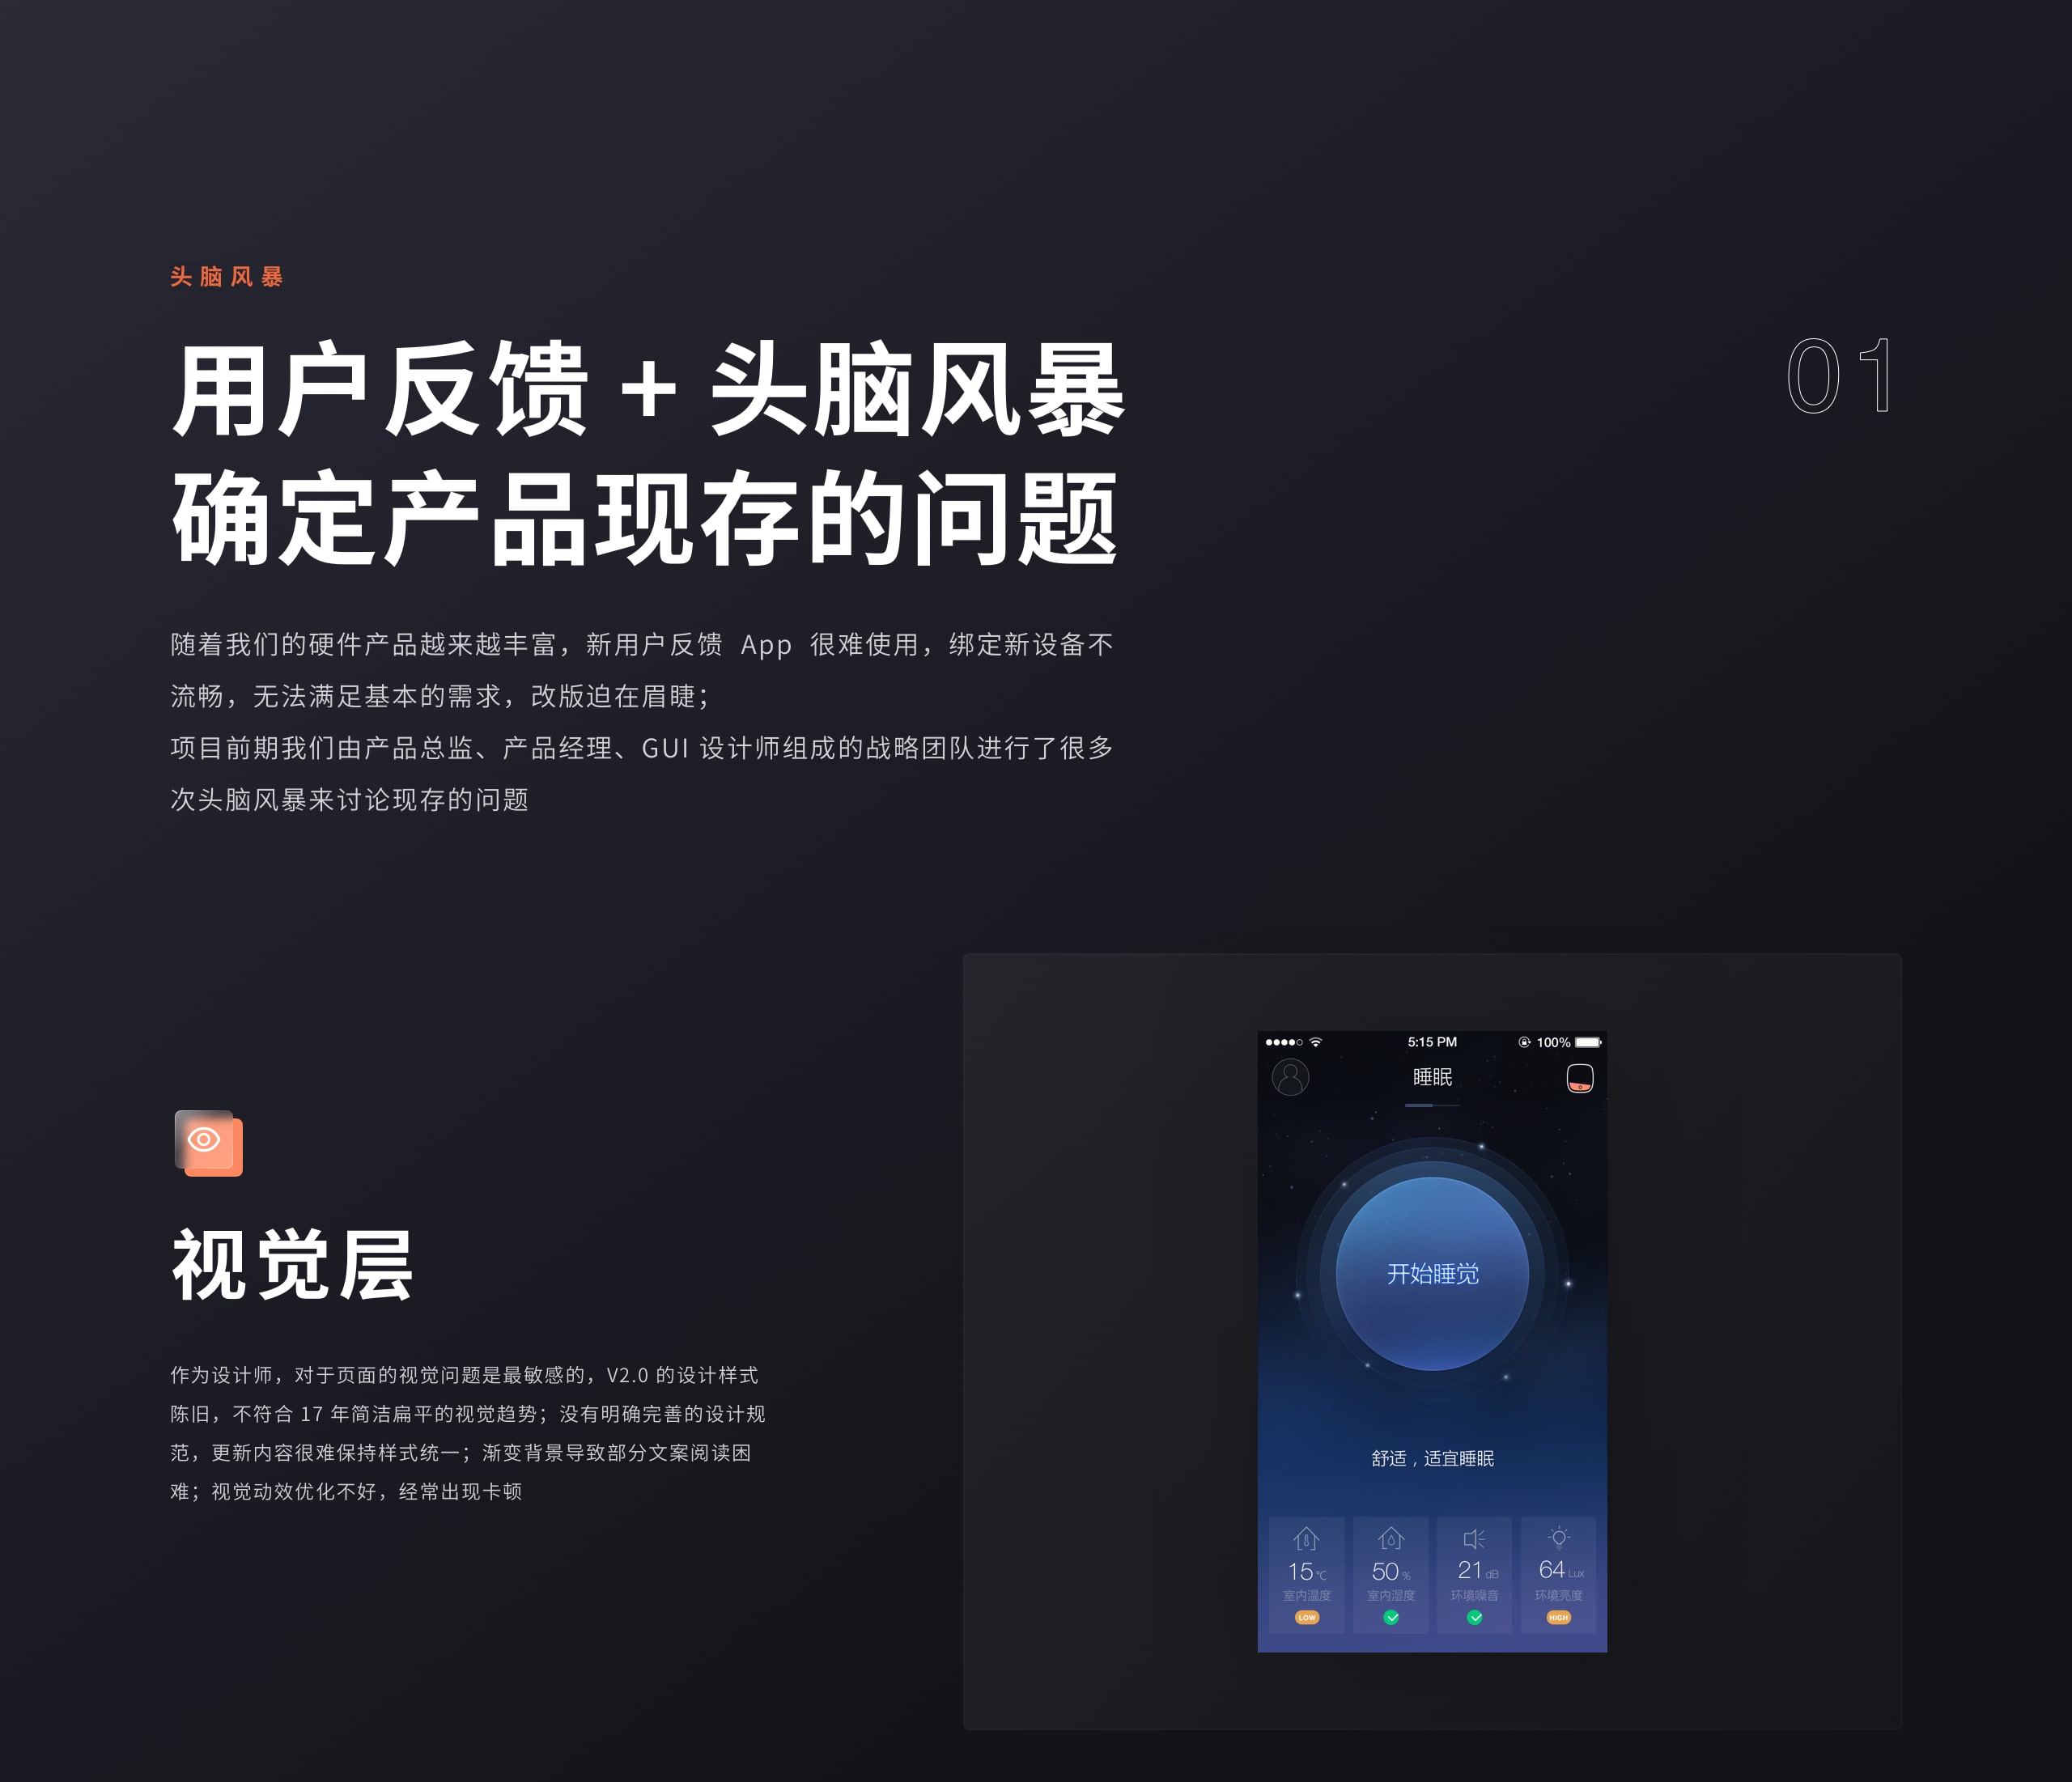 头脑风暴
用户反馈 + 头脑风暴
01
确定产品现存的问题
随着我们的硬件产品越来越丰富，新用户反馈 App 很难使用，绑定新设备不
流畅，无法满足基本的需求，改版迫在眉睫；
项目前期我们由产品总监、产品经理、GUI 设计师组成的战略团队进行了很多
次头脑风暴来讨论现存的问题
视觉层
作为设计师，对于页面的视觉问题是最敏感的，V2.0 的设计样式
陈旧，不符合 17 年简洁扁平的视觉趋势；没有明确完善的设计规
范，更新内容很难保持样式统一；渐变背景导致部分文案阅读困
难；视觉动效优化不好，经常出现卡顿
5:15 PM 100%
睡眠
开始睡觉
舒适，适宜睡眠
15 ℃ 50 % 21 dB 64 Lux
室内温度 室内湿度 环境噪音 环境亮度
LOW HIGH